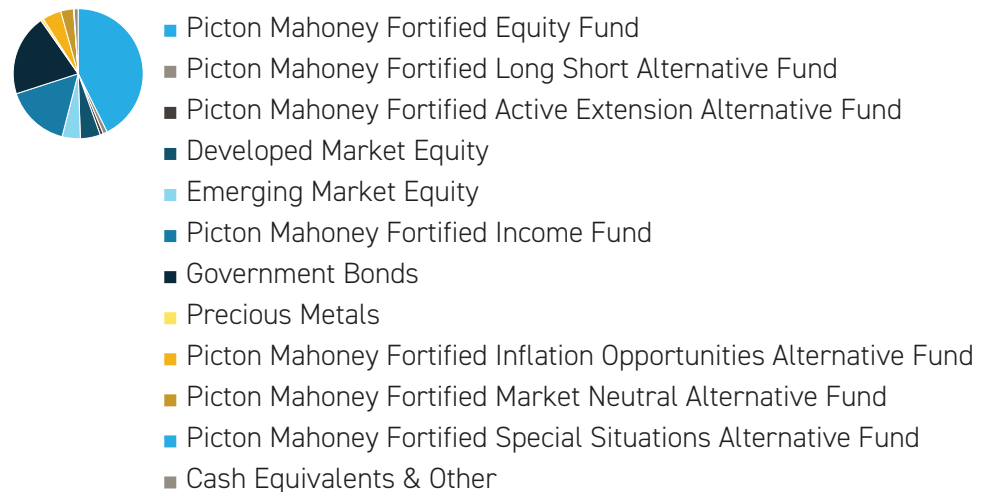 Picton Mahoney Fortified Equity Fund
Picton Mahoney Fortified Long Short Alternative Fund
Picton Mahoney Fortified Active Extension Alternative Fund
Developed Market Equity
Emerging Market Equity
Picton Mahoney Fortified Income Fund
Government Bonds
Precious Metals
Picton Mahoney Fortified Inflation Opportunities Alternative Fund
Picton Mahoney Fortified Market Neutral Alternative Fund
Picton Mahoney Fortified Special Situations Alternative Fund
Cash Equivalents & Other